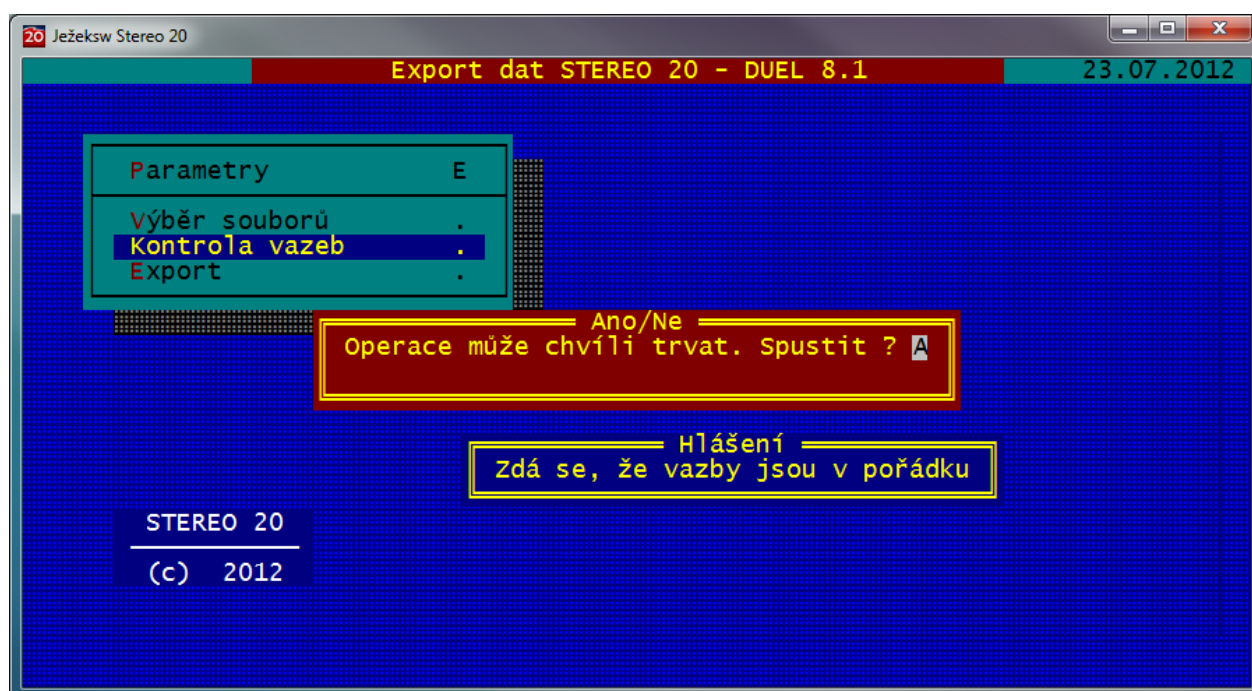 20 Ježeksw Stereo 20
Export dat STEREO 20 - DUEL 8.1 23.07.2012
Parametry E
Výběr souborů .
Kontrola vazeb .
Export .
Ano/Ne
Operace může chvíli trvat. Spustit ? A
Hlášení
Zdá se, že vazby jsou v pořádku
STEREO 20
(c) 2012